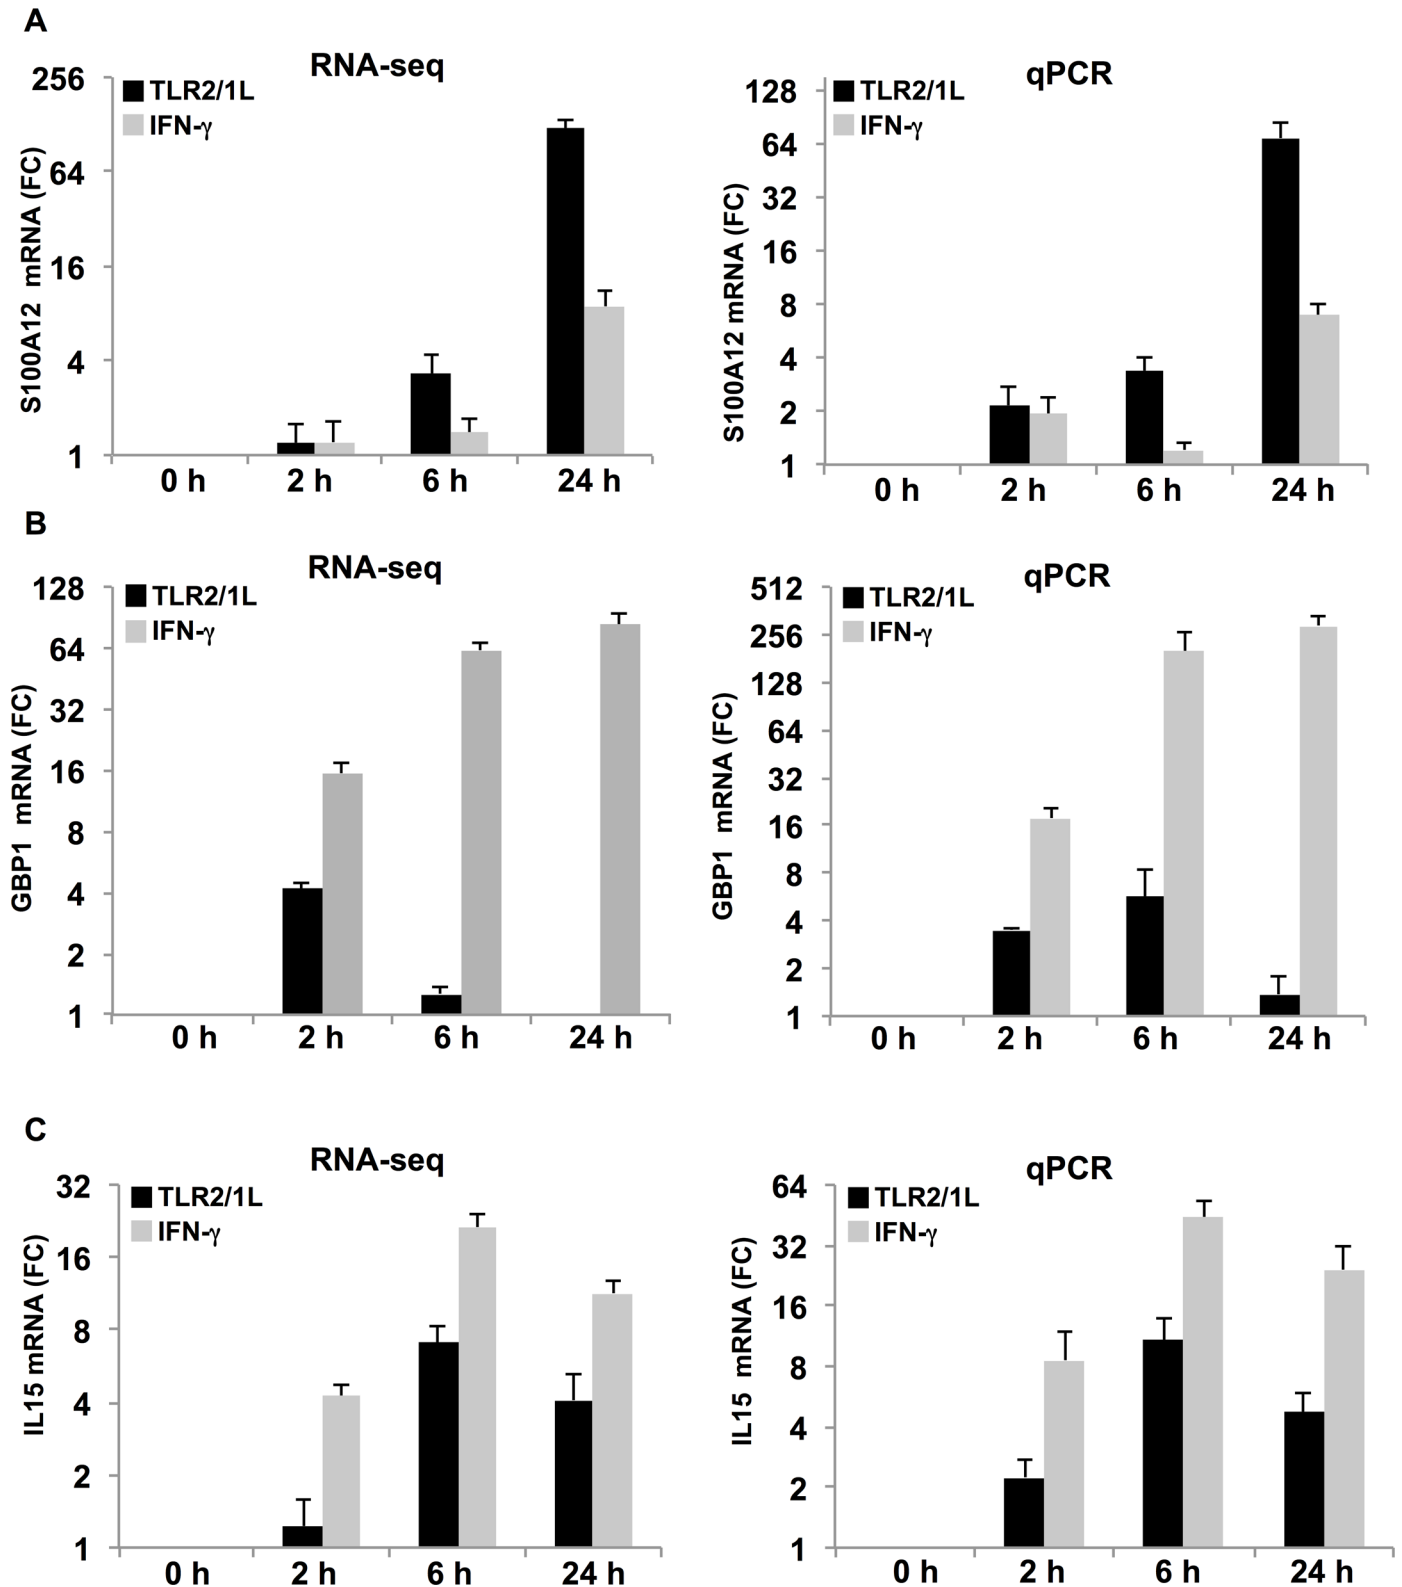 A
RNA-seq
TLR2/1L
IFN-γ
S100A12 mRNA (FC)
256
64
16
4
1
0 h 2 h 6 h 24 h
qPCR
TLR2/1L
IFN-γ
S100A12 mRNA (FC)
128
64
32
16
8
4
2
1
0 h 2 h 6 h 24 h
B
RNA-seq
TLR2/1L
IFN-γ
GBP1 mRNA (FC)
128
64
32
16
8
4
2
1
0 h 2 h 6 h 24 h
qPCR
TLR2/1L
IFN-γ
GBP1 mRNA (FC)
512
256
128
64
32
16
8
4
2
1
0 h 2 h 6 h 24 h
C
RNA-seq
TLR2/1L
IFN-γ
IL15 mRNA (FC)
32
16
8
4
2
1
0 h 2 h 6 h 24 h
qPCR
TLR2/1L
IFN-γ
IL15 mRNA (FC)
64
32
16
8
4
2
1
0 h 2 h 6 h 24 h